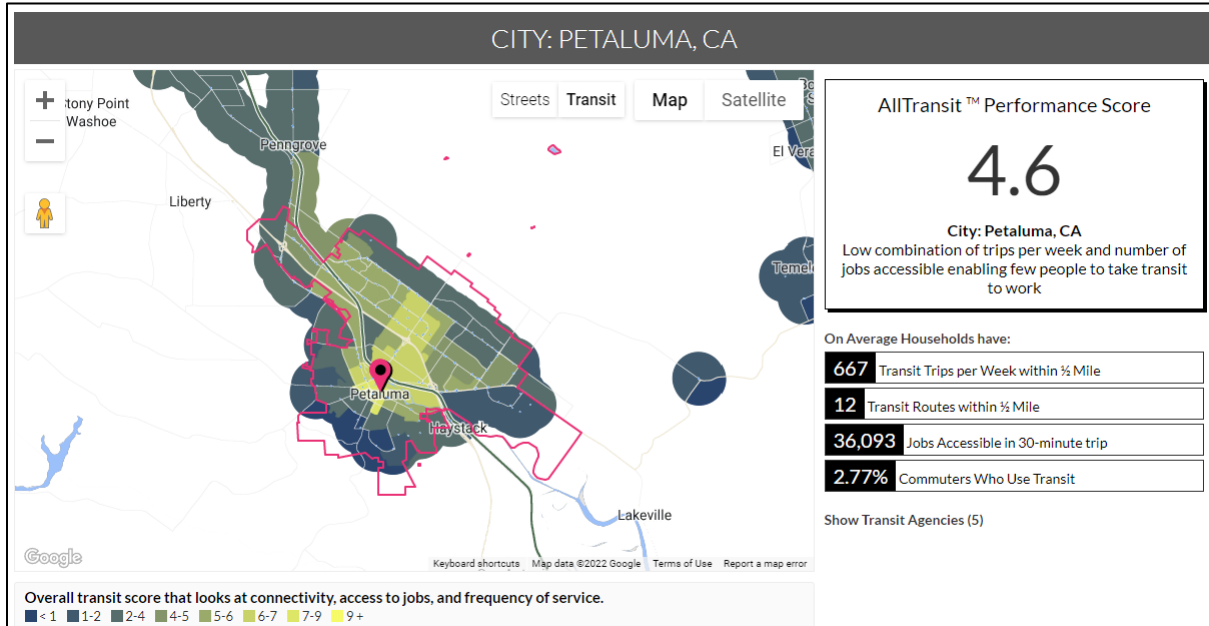 CITY: PETALUMA, CA
+
−
Stony Point
Washoe
Penngrove
Liberty
Petaluma
Haystack
Lakeville
El Vera
Streets Transit Map Satellite
Google
Keyboard shortcuts Map data ©2022 Google Terms of Use Report a map error
Overall transit score that looks at connectivity, access to jobs, and frequency of service.
< 1 1-2 2-4 4-5 5-6 6-7 7-9 9 +
AllTransit ™ Performance Score
4.6
City: Petaluma, CA
Low combination of trips per week and number of
jobs accessible enabling few people to take transit
to work
On Average Households have:
667 Transit Trips per Week within ½ Mile
12 Transit Routes within ½ Mile
36,093 Jobs Accessible in 30-minute trip
2.77% Commuters Who Use Transit
Show Transit Agencies (5)